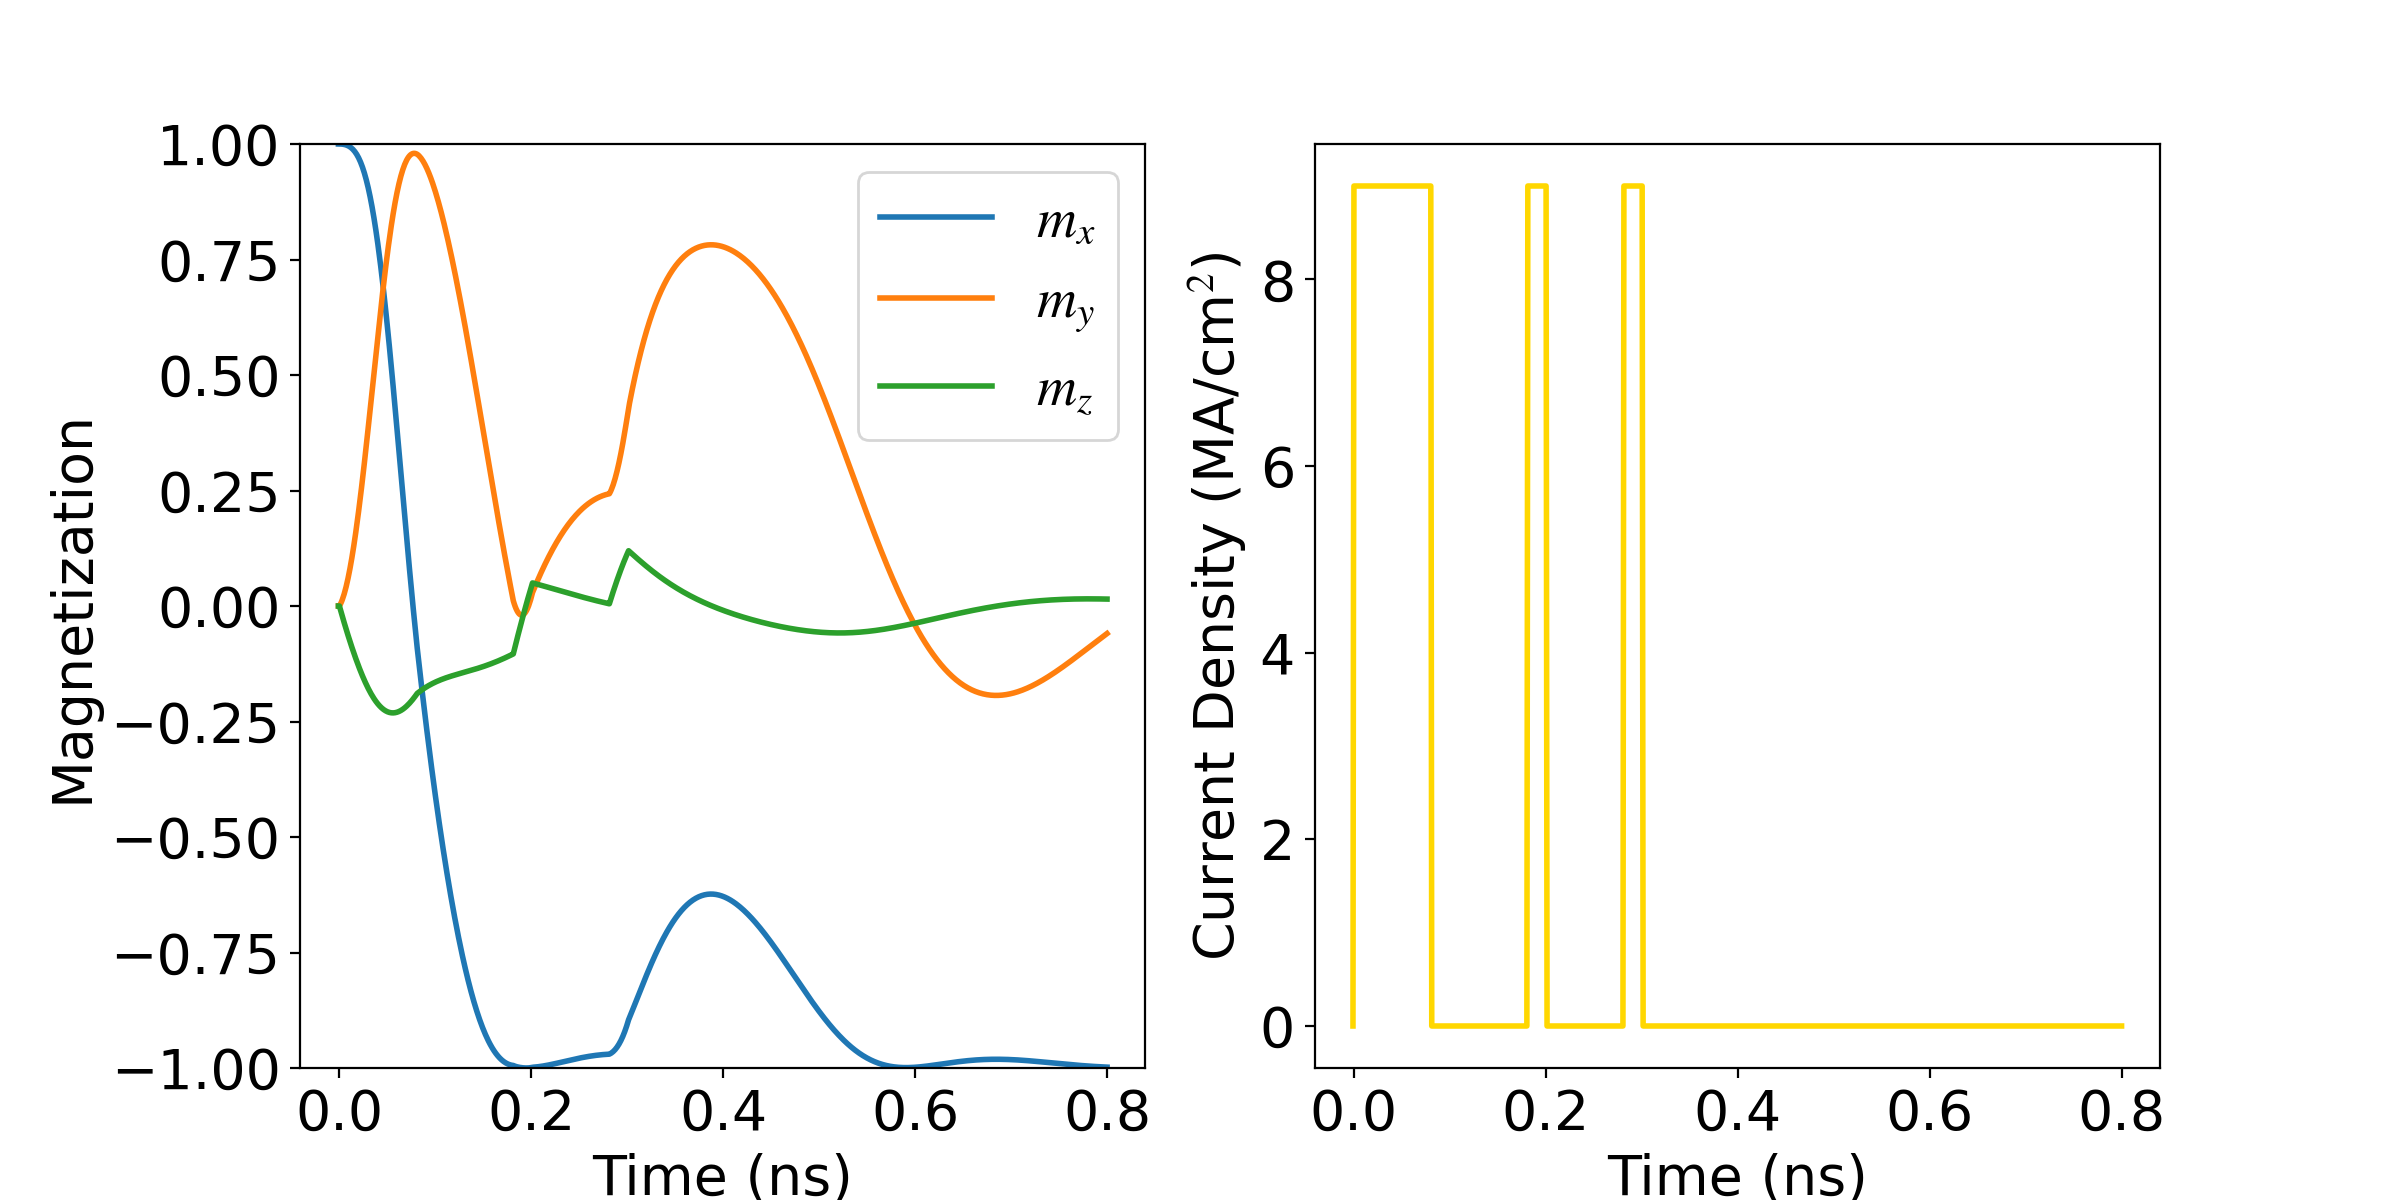 Magnetization
1.00
0.75
0.50
0.25
0.00
−0.25
−0.50
−0.75
−1.00
0.0 0.2 0.4 0.6 0.8
Time (ns)
m_x
m_y
m_z
Current Density (MA/cm²)
8
6
4
2
0
0.0 0.2 0.4 0.6 0.8
Time (ns)